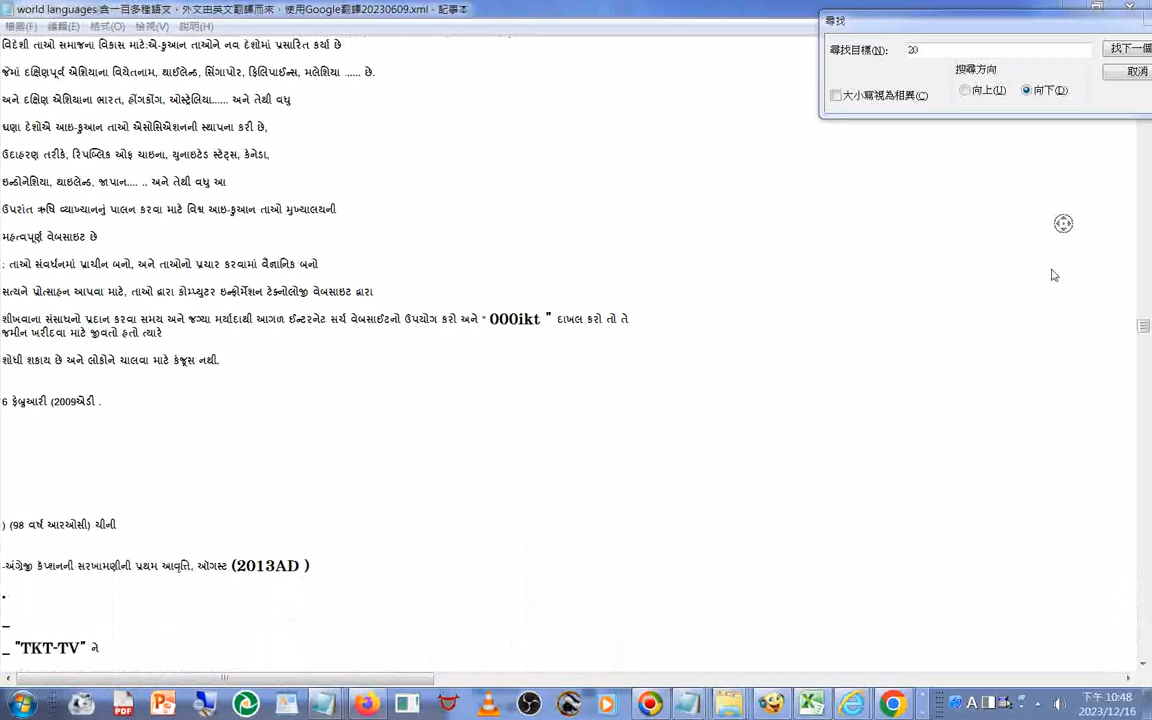 world languages 含一百多種語文，外文由英文翻譯而來，使用Google翻譯20230609.xml - 記事本
檔案(F) 編輯(E) 格式(O) 檢視(V) 說明(H)
વિદેશી તાઓ સમાજના વિકાસ માટે:એ-કુઆન તાઓને નવ દેશોમાં પ્રસારિત કર્યા છે
જેમાં દક્ષિણપૂર્વ એશિયાના વિયેતનામ, થાઈલેન્ડ, સિંગાપોર, ફિલિપાઈન્સ, મલેશિયા ...... છે.
અને દક્ષિણ એશિયાના ભારત, હોંગકોંગ, ઓસ્ટ્રેલિયા...... અને તેથી વધુ
ઘણા દેશોએ આઇ-કુઆન તાઓ એસોસિએશનની સ્થાપના કરી છે,
ઉદાહરણ તરીકે, રિપબ્લિક ઓફ ચાઇના, યુનાઇટેડ સ્ટેટ્સ, કેનેડા,
ઇન્ડોનેશિયા, થાઇલેન્ડ, જાપાન.... .. અને તેથી વધુ આ
ઉપરાંત ઋષિ વ્યાખ્યાનનું પાલન કરવા માટે વિશ્વ આઇ-કુઆન તાઓ મુખ્યાલયની
મહત્વપૂર્ણ વેબસાઇટ છે
: તાઓ સંવર્ધનમાં પ્રાચીન બનો, અને તાઓનો પ્રચાર કરવામાં વૈજ્ઞાનિક બનો
સત્યને પ્રોત્સાહન આપવા માટે, તાઓ દ્વારા કોમ્પ્યુટર ઇન્ફોર્મેશન ટેક્નોલોજી વેબસાઇટ દ્વારા
શીખવાના સંસાધનો પ્રદાન કરવા સમય અને જગ્યા મર્યાદાથી આગળ ઈન્ટરનેટ સર્ચ વેબસાઈટનો ઉપયોગ કરો અને " 000ikt " દાખલ કરો તો તે
જમીન ખરીદવા માટે જીવતો હતો ત્યારે
શોધી શકાય છે અને લોકોને ચાલવા માટે કંજૂસ નથી.
6 ફેબ્રુઆરી (2009એડી .
) (98 વર્ષ આરઓસી) ચીની
-અંગ્રેજી કૅપ્શનની સરખામણીની પ્રથમ આવૃત્તિ, ઑગસ્ટ (2013AD )
•
_
_ "TKT-TV" ને
尋找
尋找目標(N): 20
找下一個
搜尋方向
取消
大小寫視為相異(C) 向上(U) 向下(D)
下午 10:48
2023/12/16